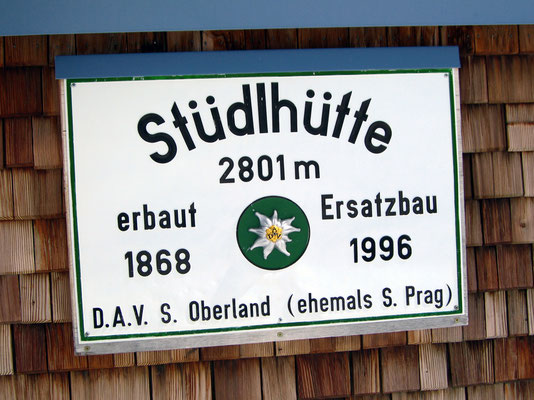 Stüdlhütte
2801 m
erbaut Ersatzbau
1868 1996
D.A.V. S. Oberland (ehemals S. Prag)